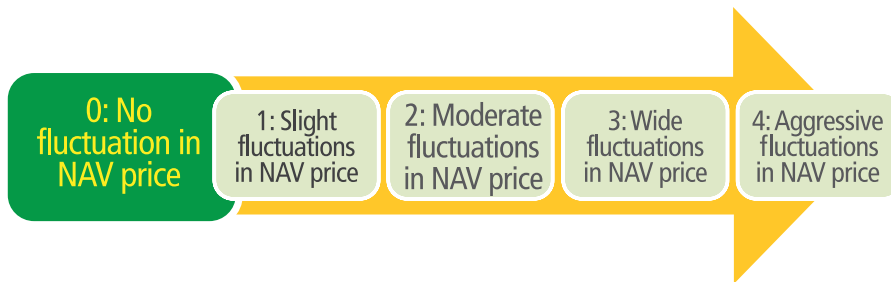 0: No
fluctuation in
NAV price
1: Slight
fluctuations
in NAV price
2: Moderate
fluctuations
in NAV price
3: Wide
fluctuations
in NAV price
4: Aggressive
fluctuations
in NAV price